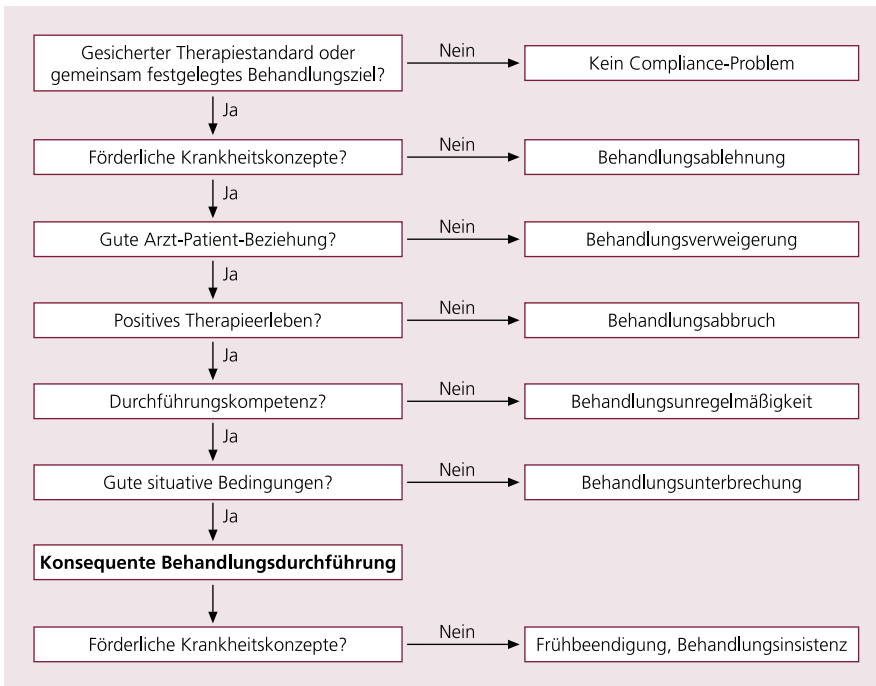 Gesicherter Therapiestandard oder
gemeinsam festgelegtes Behandlungsziel?
Nein
Kein Compliance-Problem
Ja
Förderliche Krankheitskonzepte?
Nein
Behandlungsablehnung
Ja
Gute Arzt-Patient-Beziehung?
Nein
Behandlungsverweigerung
Ja
Positives Therapieerleben?
Nein
Behandlungsabbruch
Ja
Durchführungskompetenz?
Nein
Behandlungsunregelmäßigkeit
Ja
Gute situative Bedingungen?
Nein
Behandlungsunterbrechung
Ja
Konsequente Behandlungsdurchführung
Förderliche Krankheitskonzepte?
Nein
Frühbeendigung, Behandlungsinsistenz